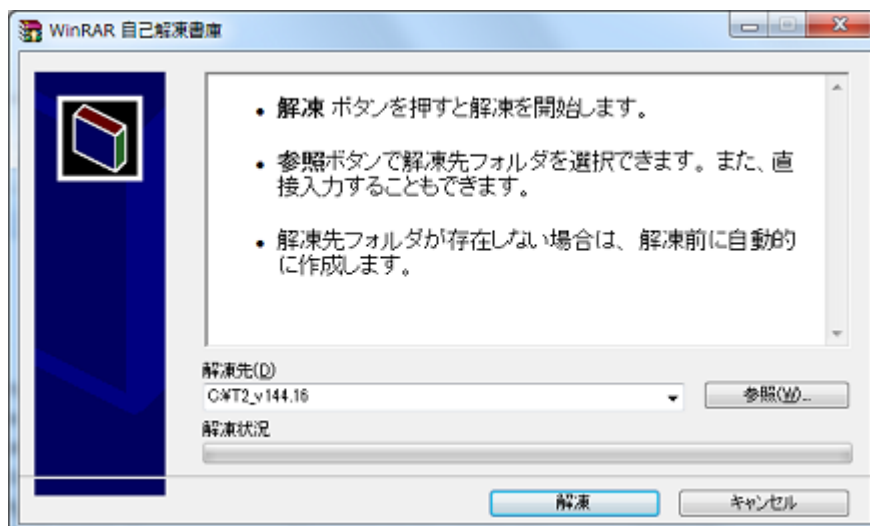 WinRAR 自己解凍書庫
• 解凍 ボタンを押すと解凍を開始します。
• 参照ボタンで解凍先フォルダを選択できます。また、直
接入力することもできます。
• 解凍先フォルダが存在しない場合は、解凍前に自動的
に作成します。
解凍先(D)
C:¥T2_v144.16
参照(W)...
解凍状況
解凍
キャンセル